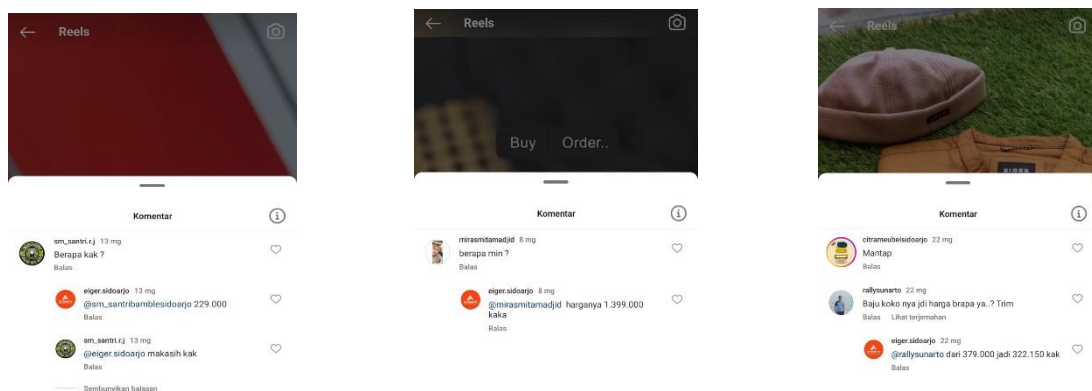 Reels
Komentar
sm_santri.r.j 13 mg
Berapa kak ?
Balas
eiger.sidoarjo 13 mg
@sm_santribamblesidoarjo 229.000
Balas
sm_santri.r.j 13 mg
@eiger.sidoarjo makasih kak
Balas
Sembunyikan balasan
Reels
Buy Order..
Komentar
mirasmitamadjid 8 mg
berapa min ?
Balas
eiger.sidoarjo 8 mg
@mirasmitamadjid harganya 1.399.000
kaka
Balas
Reels
EIGER
Komentar
citrameubelsidoarjo 22 mg
Mantap
Balas
rallysunarto 22 mg
Baju koko nya jdi harga brapa ya..? Trim
Balas Lihat terjemahan
eiger.sidoarjo 22 mg
@rallysunarto dari 379.000 jadi 322.150 kak
Balas